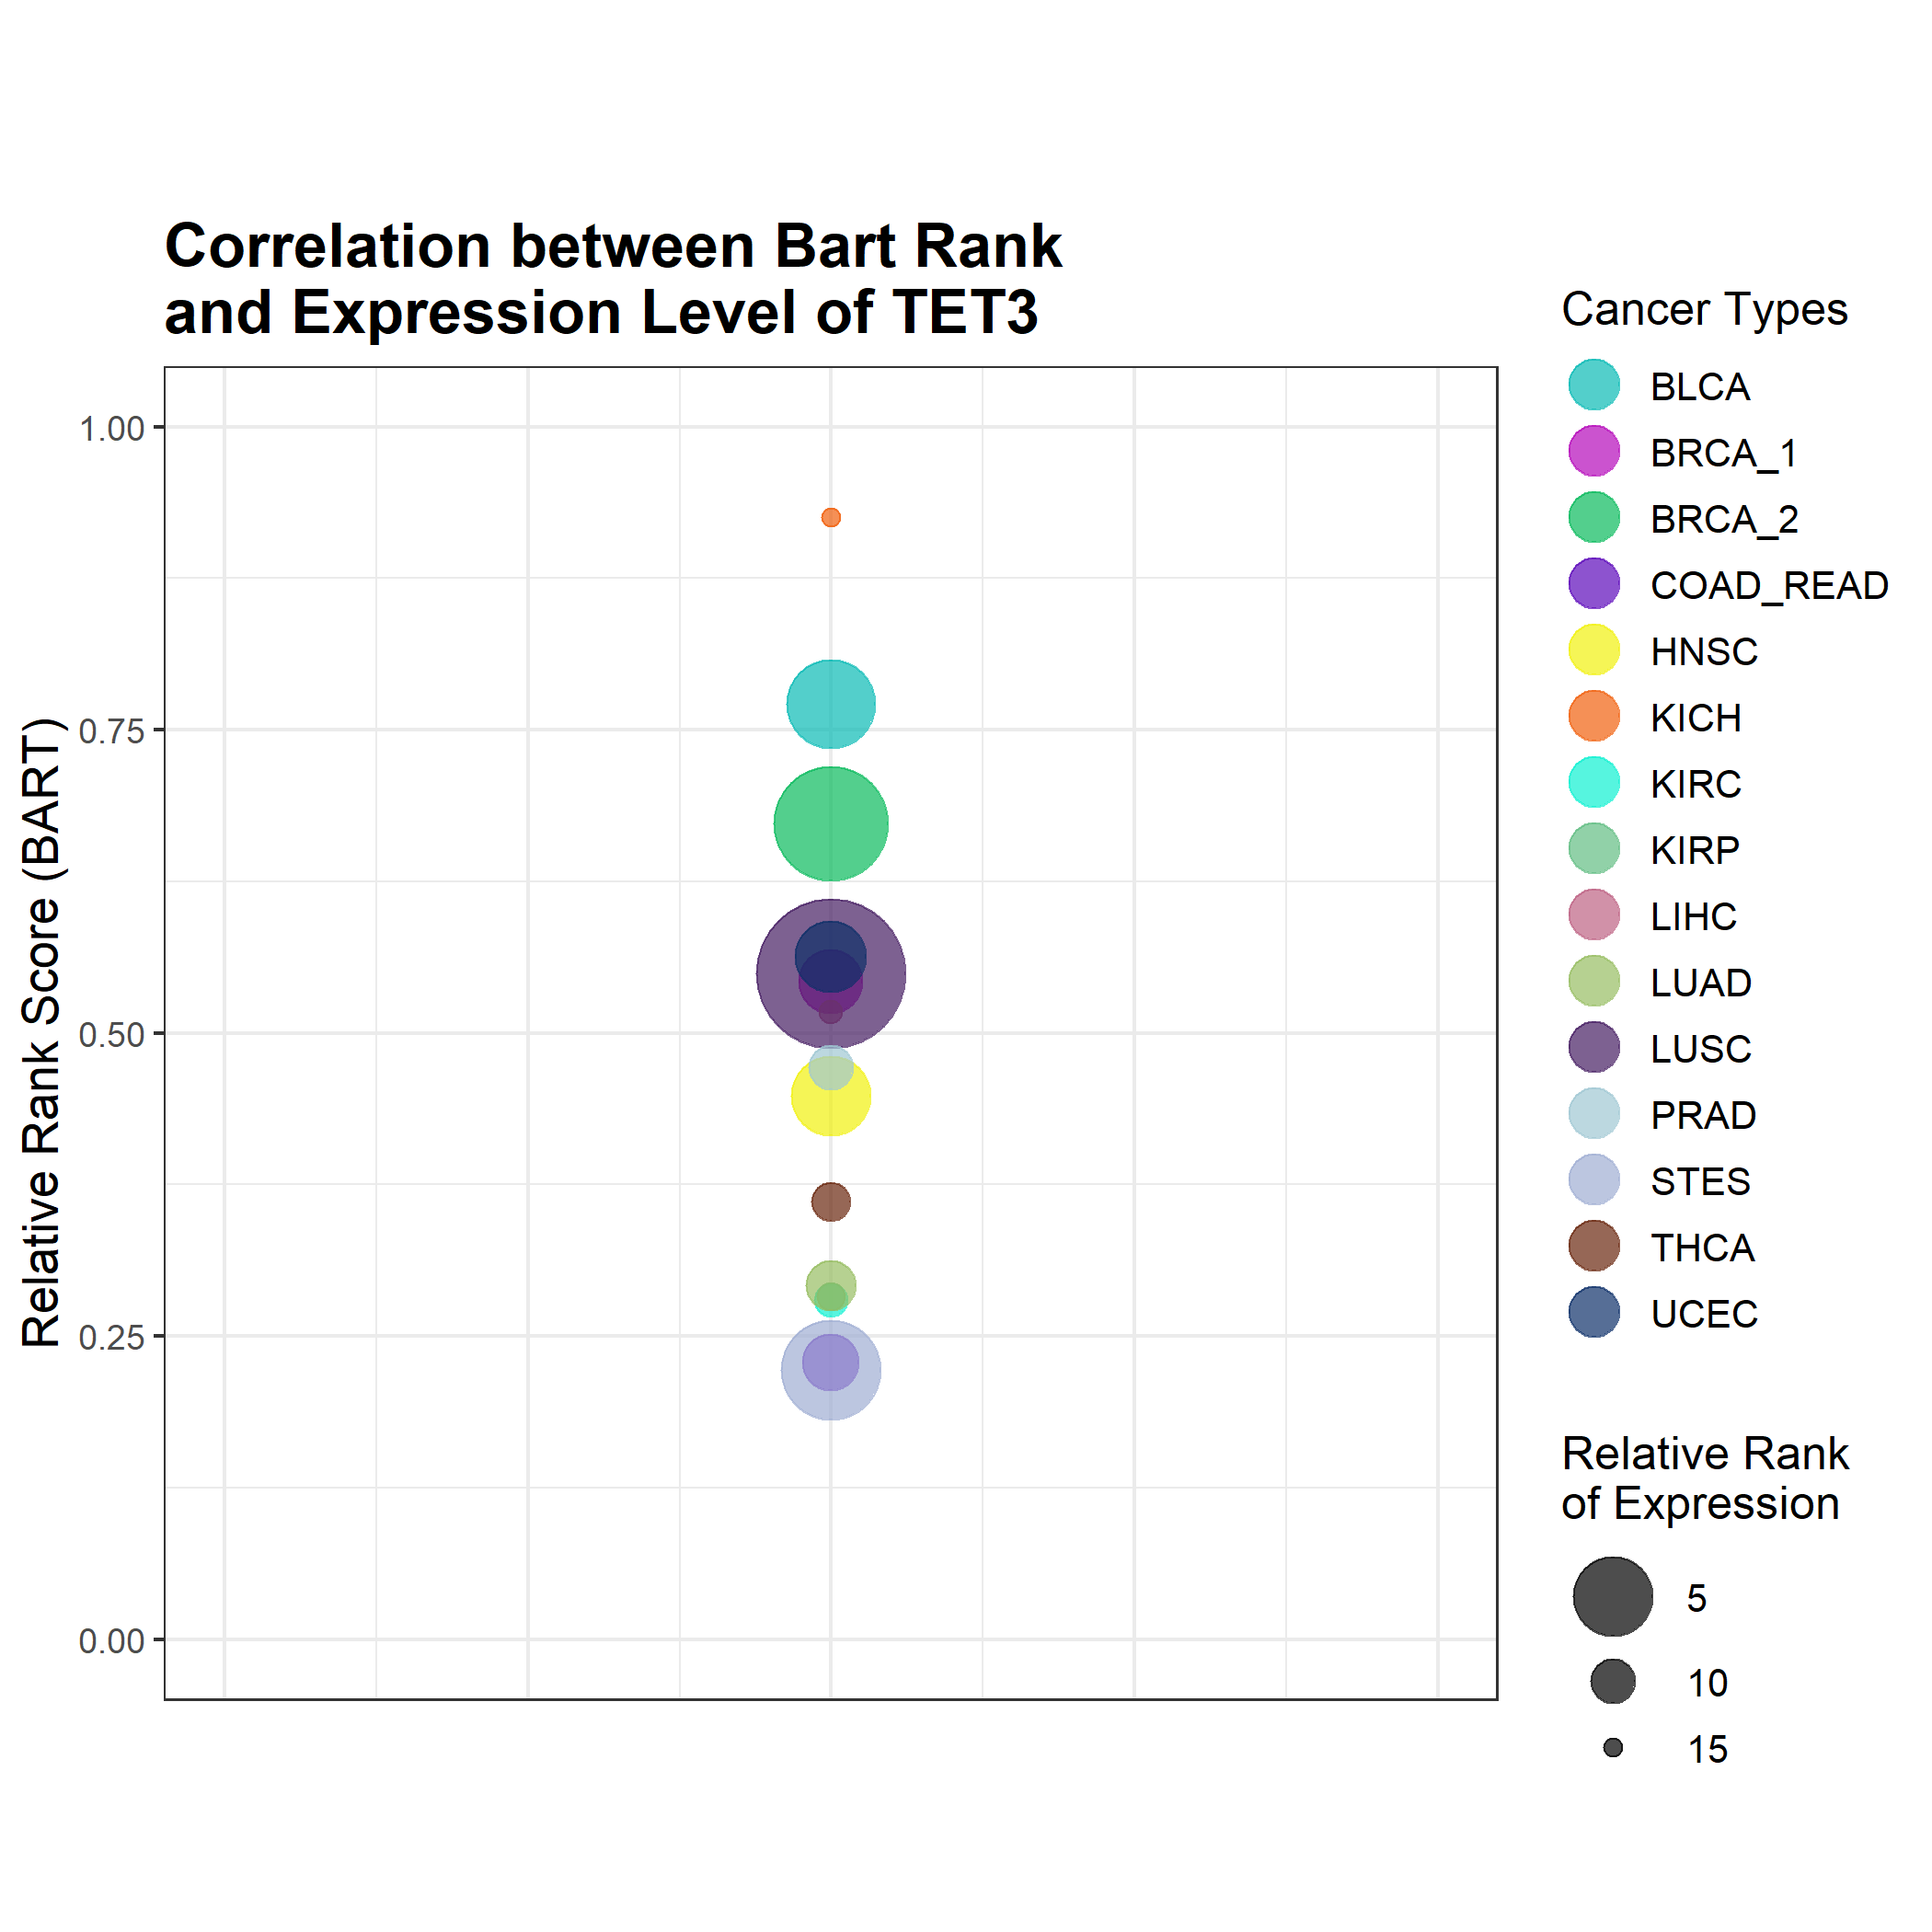 Correlation between Bart Rank
and Expression Level of TET3
Relative Rank Score (BART)
1.00
0.75
0.50
0.25
0.00
Cancer Types
BLCA
BRCA_1
BRCA_2
COAD_READ
HNSC
KICH
KIRC
KIRP
LIHC
LUAD
LUSC
PRAD
STES
THCA
UCEC
Relative Rank
of Expression
5
10
15